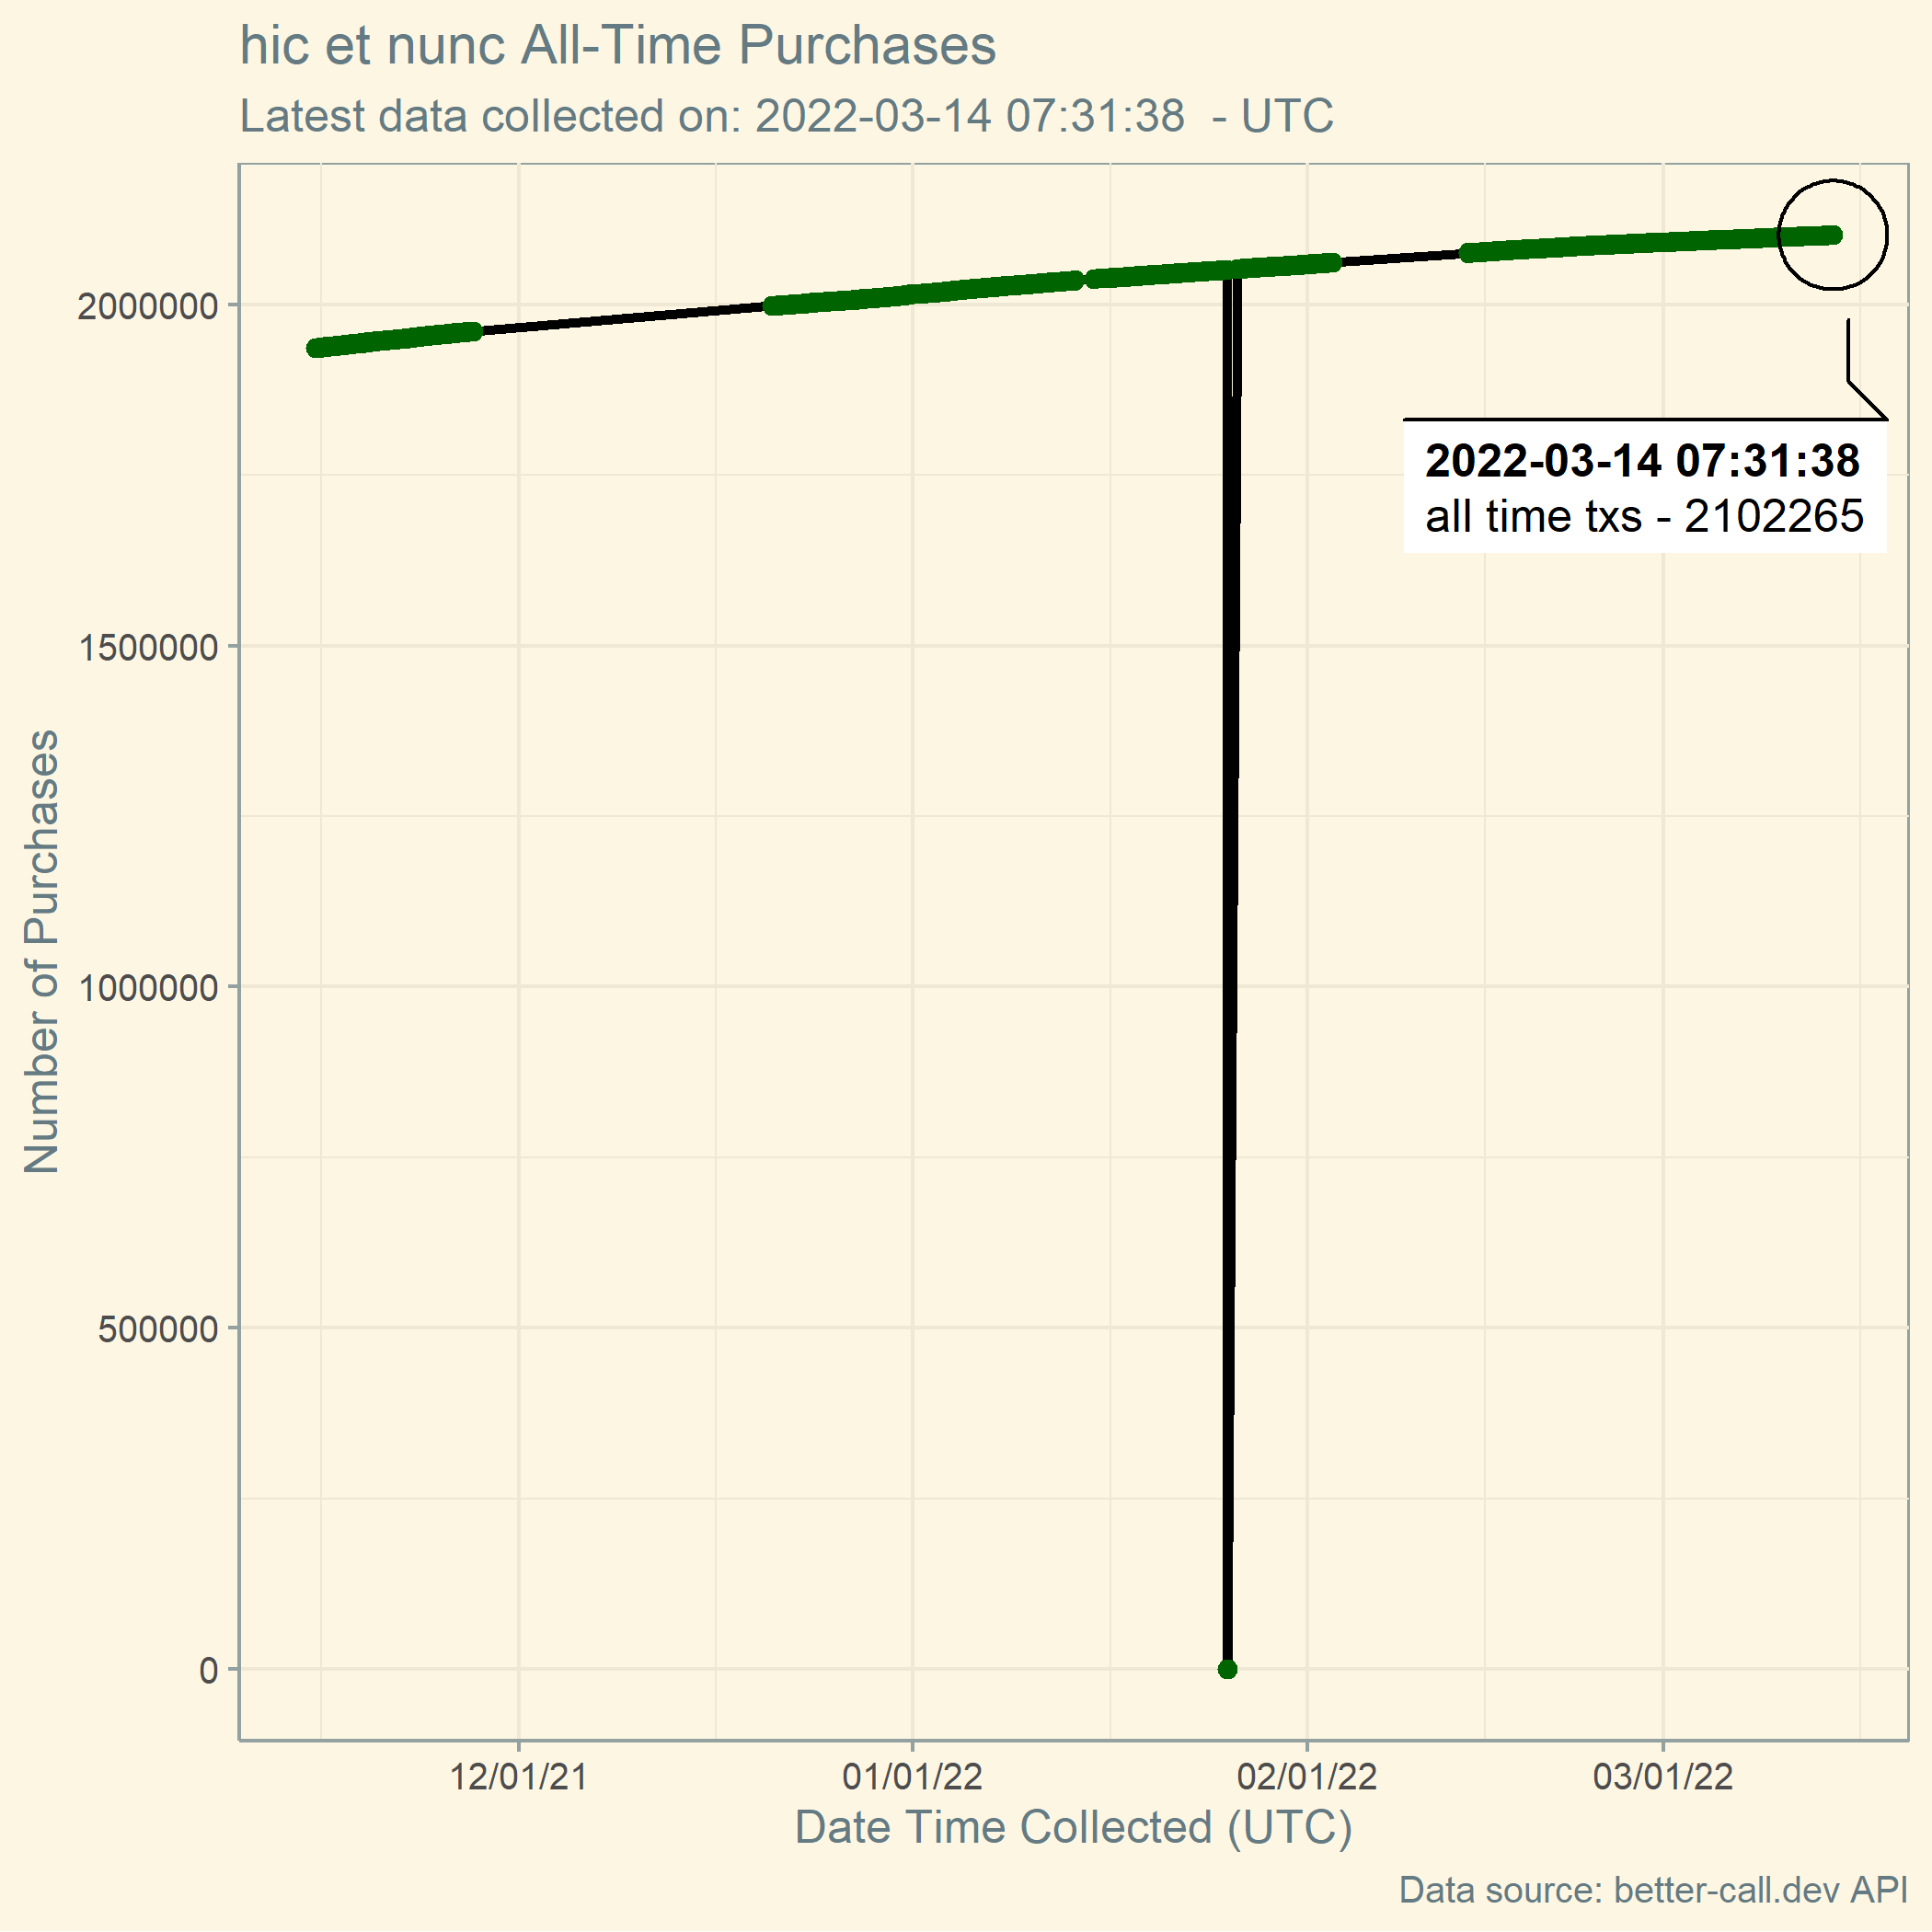 hic et nunc All-Time Purchases
Latest data collected on: 2022-03-14 07:31:38  - UTC
Number of Purchases
2000000
1500000
1000000
500000
0
2022-03-14 07:31:38
all time txs - 2102265
12/01/21
01/01/22
02/01/22
03/01/22
Date Time Collected (UTC)
Data source: better-call.dev API